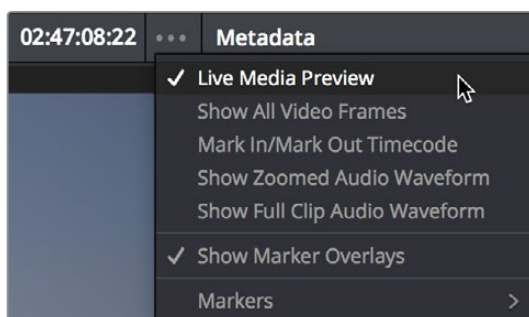 02:47:08:22 ••• Metadata
✓ Live Media Preview
Show All Video Frames
Mark In/Mark Out Timecode
Show Zoomed Audio Waveform
Show Full Clip Audio Waveform
✓ Show Marker Overlays
Markers >